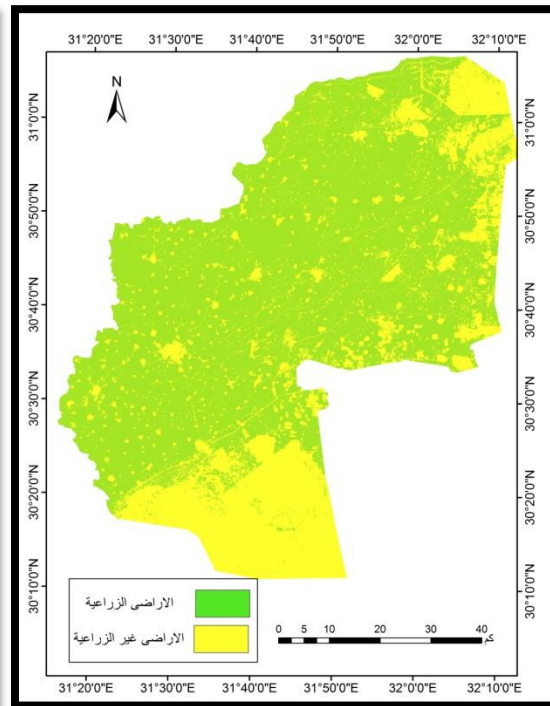 31°20'0"E 31°30'0"E 31°40'0"E 31°50'0"E 32°0'0"E 32°10'0"E
N
31°0'0"N 31°0'0"N
30°50'0"N 30°50'0"N
30°40'0"N 30°40'0"N
30°30'0"N 30°30'0"N
30°20'0"N 30°20'0"N
30°10'0"N 30°10'0"N
الاراضى الزراعية
الاراضى غير الزراعية
0 5 10 20 30 40 كم
31°20'0"E 31°30'0"E 31°40'0"E 31°50'0"E 32°0'0"E 32°10'0"E